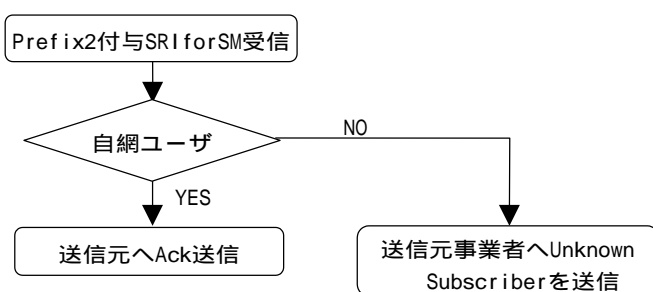 Prefix2付与SRIforSM受信
自網ユーザ
NO
YES
送信元へAck送信
送信元事業者へUnknown
Subscriberを送信